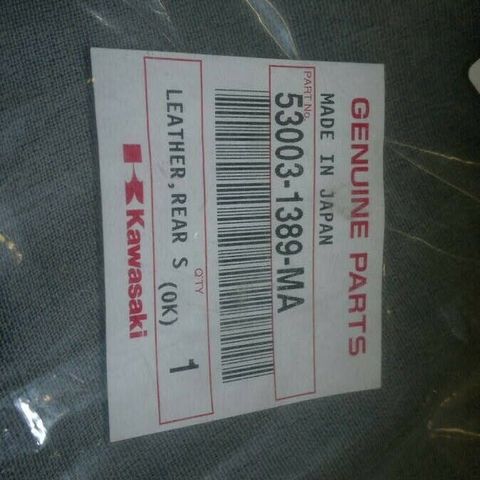 GENUINE PARTS
MADE IN JAPAN
PART No.
53003-1389-MA
QTY
LEATHER,REAR S (OK) 1
Kawasaki